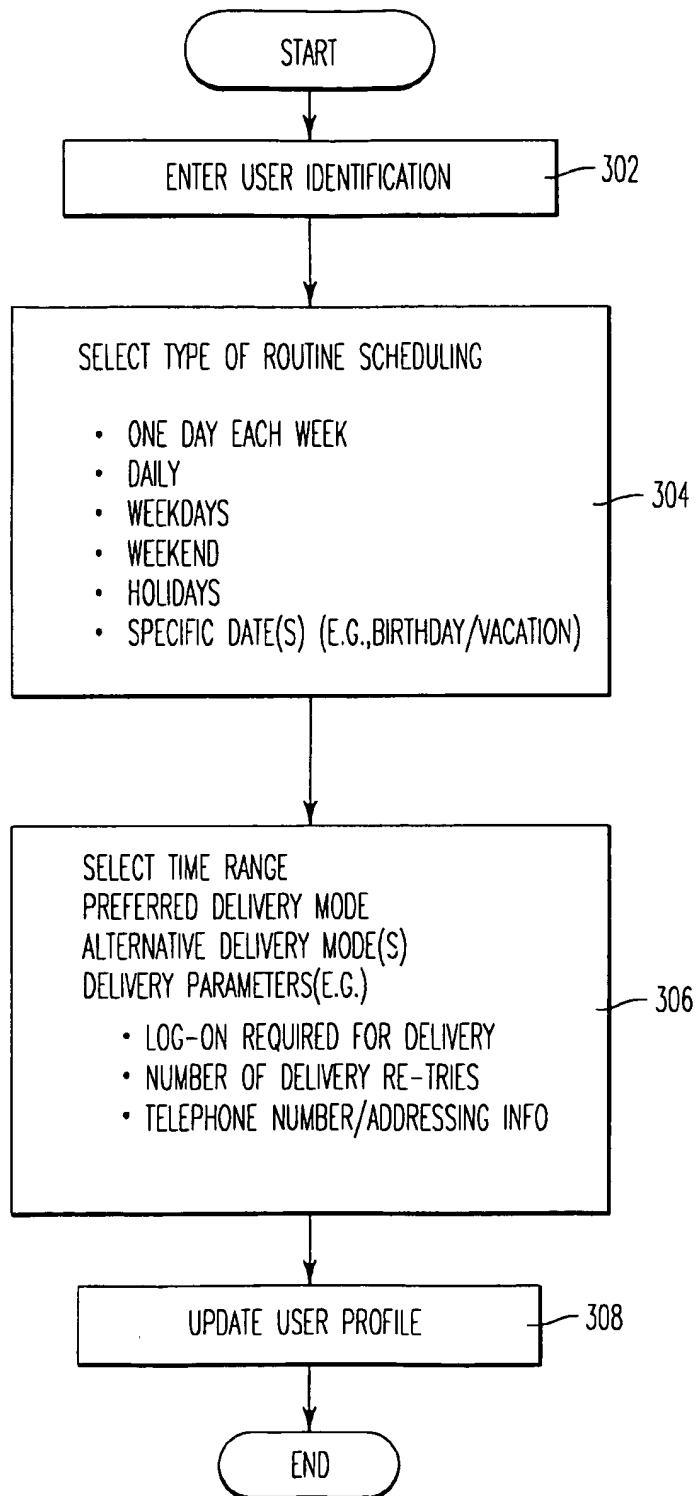 START
ENTER USER IDENTIFICATION
302
SELECT TYPE OF ROUTINE SCHEDULING
• ONE DAY EACH WEEK
• DAILY
• WEEKDAYS
• WEEKEND
• HOLIDAYS
• SPECIFIC DATE(S) (E.G.,BIRTHDAY/VACATION)
304
SELECT TIME RANGE
PREFERRED DELIVERY MODE
ALTERNATIVE DELIVERY MODE(S)
DELIVERY PARAMETERS(E.G.)
• LOG-ON REQUIRED FOR DELIVERY
• NUMBER OF DELIVERY RE-TRIES
• TELEPHONE NUMBER/ADDRESSING INFO
306
UPDATE USER PROFILE
308
END